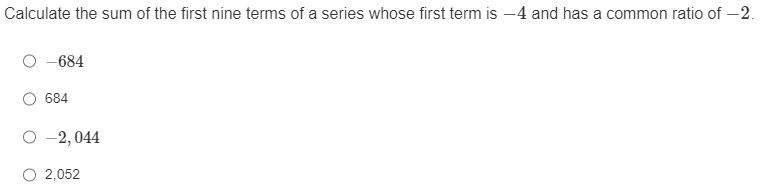 Calculate the sum of the first nine terms of a series whose first term is −4 and has a common ratio of −2.
−684
684
−2, 044
2,052